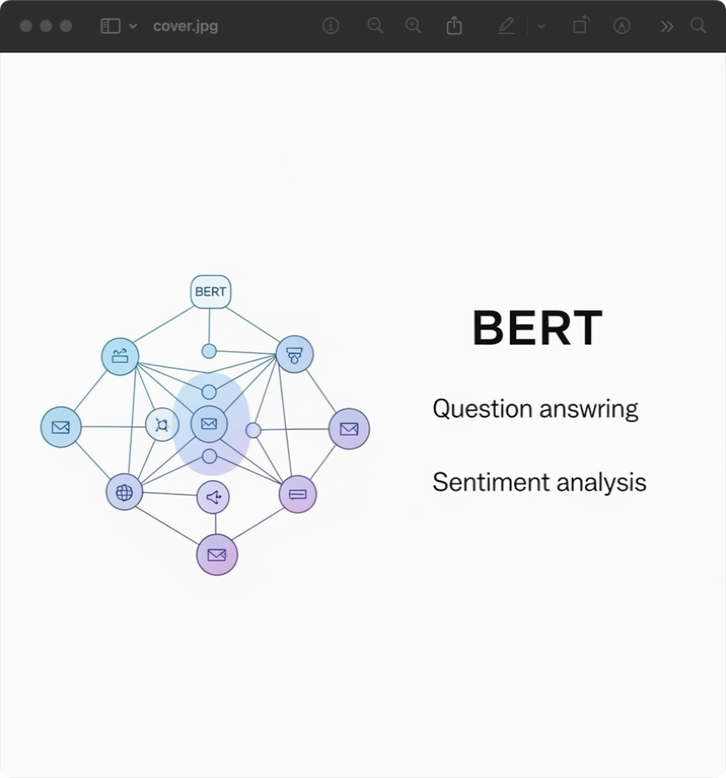 cover.jpg
BERT
BERT
Question answring
Sentiment analysis